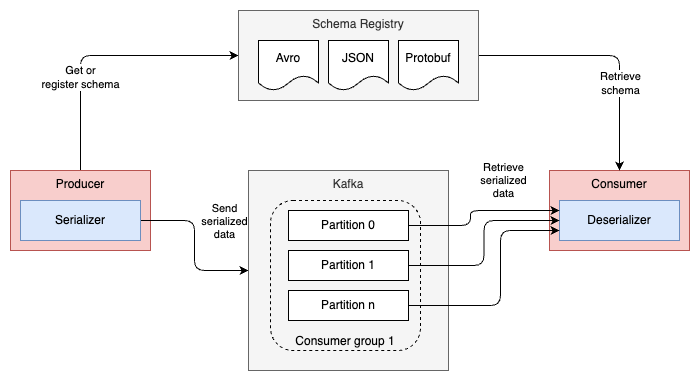 Schema Registry
Avro
JSON
Protobuf
Get or
register schema
Retrieve
schema
Producer
Serializer
Send
serialized
data
Kafka
Partition 0
Partition 1
Partition n
Consumer group 1
Retrieve
serialized
data
Consumer
Deserializer